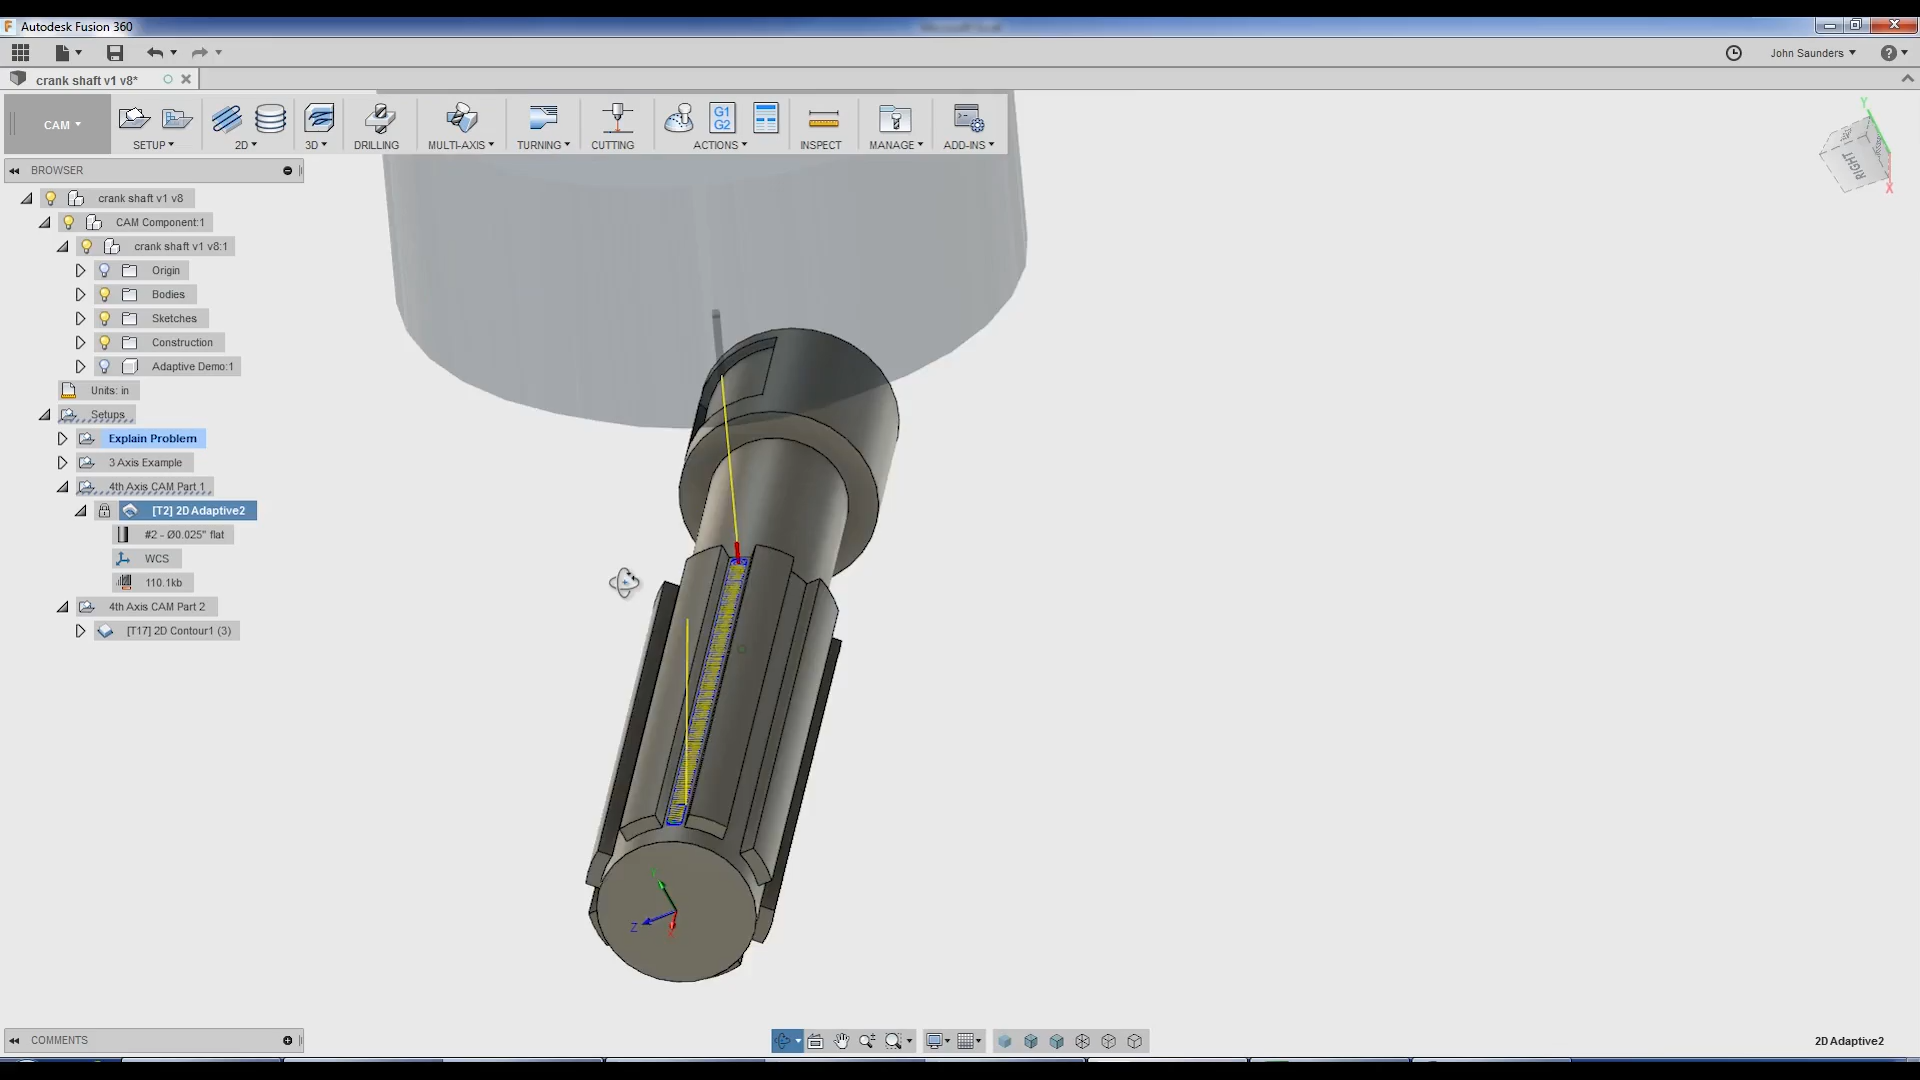 Autodesk Fusion 360
John Saunders
crank shaft v1 v8*
CAM
SETUP
2D
3D
DRILLING
MULTI-AXIS
TURNING
CUTTING
G1
G2
ACTIONS
INSPECT
MANAGE
ADD-INS
BROWSER
crank shaft v1 v8
CAM Component:1
crank shaft v1 v8:1
Origin
Bodies
Sketches
Construction
Adaptive Demo:1
Units: in
Setups
Explain Problem
3 Axis Example
4th Axis CAM Part 1
[T2] 2D Adaptive2
#2 - Ø0.025" flat
WCS
110.1kb
4th Axis CAM Part 2
[T17] 2D Contour1 (3)
Y
RIGHT
X
Z
COMMENTS
2D Adaptive2